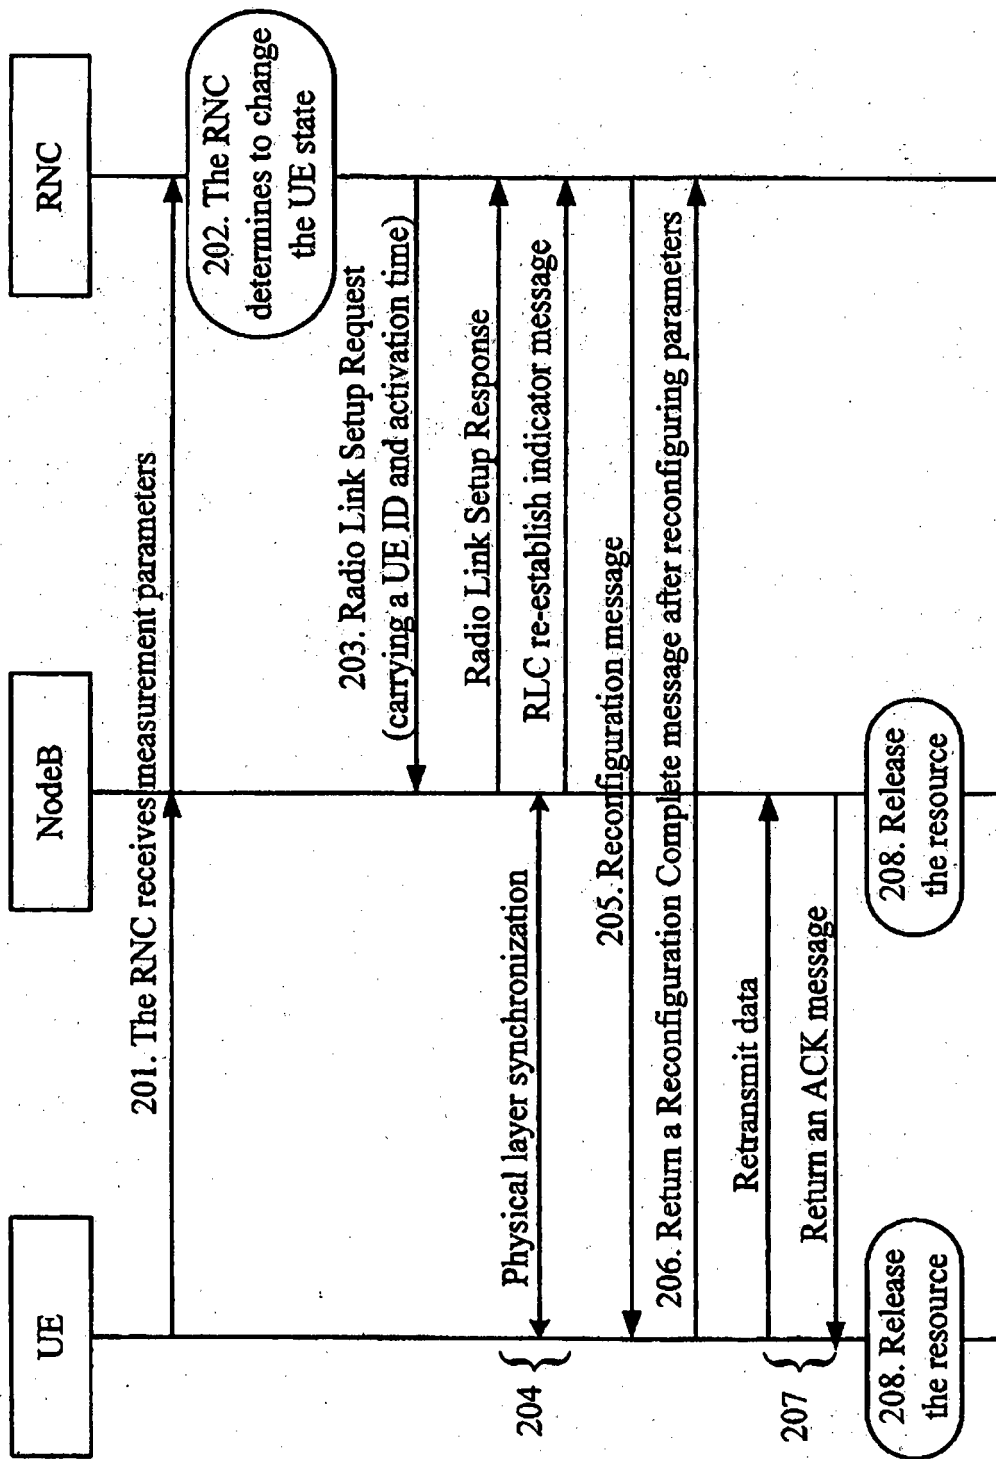 UE
NodeB
RNC
201. The RNC receives measurement parameters
202. The RNC
determines to change
the UE state
203. Radio Link Setup Request
(carrying a UE ID and activation time)
Radio Link Setup Response
204
Physical layer synchronization
RLC re-establish indicator message
205. Reconfiguration message
206. Return a Reconfiguration Complete message after reconfiguring parameters
207
Retransmit data
Return an ACK message
208. Release
the resource
208. Release
the resource